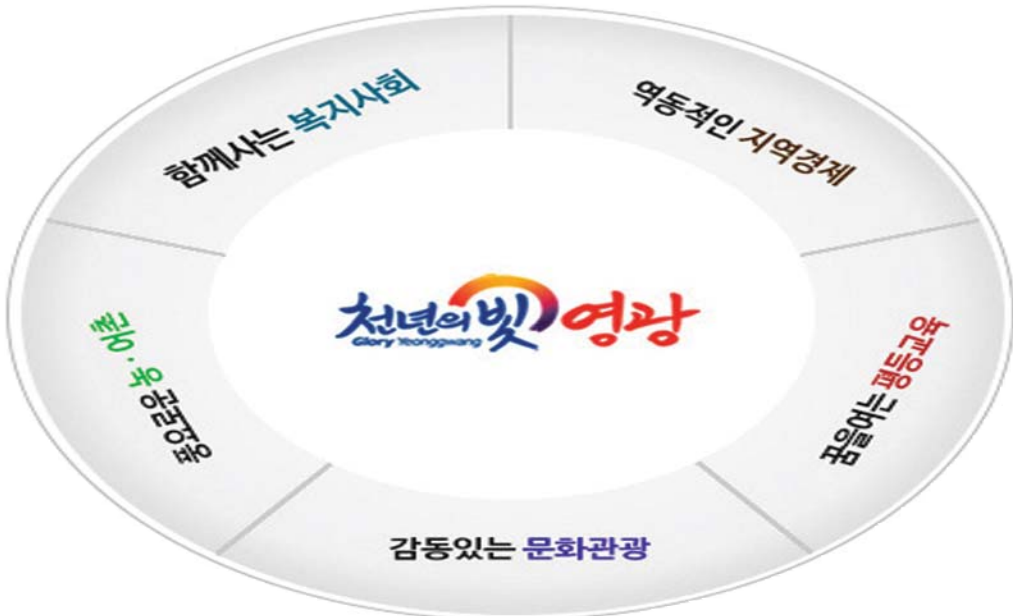 함께사는 복지사회
역동적인 지역경제
꿈을여는 평등교육
감동있는 문화관광
풍요로운 농·어촌
천년의 빛 영광
Glory Yeonggwang